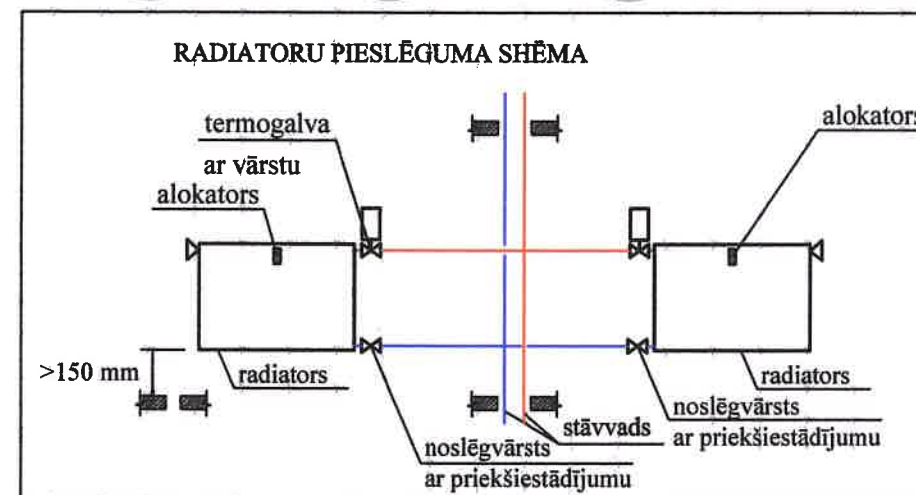 RADIATORU PIESLĒGUMA SHĒMA
termogalva
ar vārstu
alokators
alokators
>150 mm
radiators
radiators
noslēgvārsts
ar priekšiestādījumu
stāvvads
noslēgvārsts
ar priekšiestādījumu